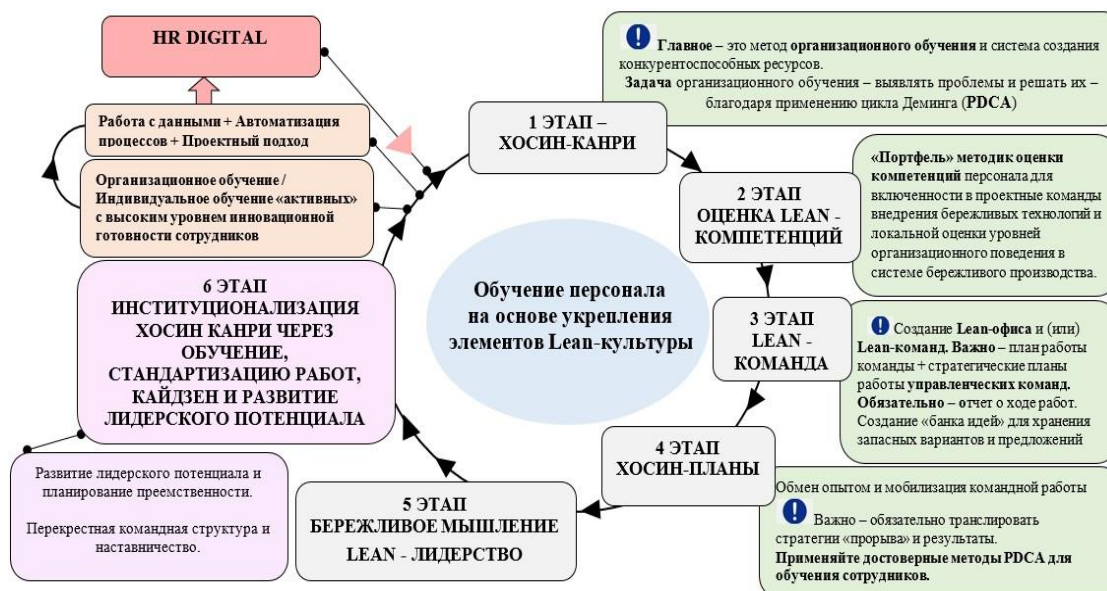 HR DIGITAL
Работа с данными + Автоматизация
процессов + Проектный подход
Организационное обучение /
Индивидуальное обучение «активных»
с высоким уровнем инновационной
готовности сотрудников
1 ЭТАП –
ХОСИН-КАНРИ
Главное – это метод организационного обучения и система создания
конкурентоспособных ресурсов.
Задача организационного обучения – выявлять проблемы и решать их –
благодаря применению цикла Деминга (PDCA)
2 ЭТАП
ОЦЕНКА LEAN -
КОМПЕТЕНЦИЙ
«Портфель» методик оценки
компетенций персонала для
включенности в проектные команды
внедрения бережливых технологий и
локальной оценки уровней
организационного поведения в
системе бережливого производства.
Обучение персонала
на основе укрепления
элементов Lean-культуры
3 ЭТАП
LEAN -
КОМАНДА
Создание Lean-офиса и (или)
Lean-команд. Важно – план работы
команды + стратегические планы
работы управленческих команд.
Обязательно – отчет о ходе работ.
Создание «банка идей» для хранения
запасных вариантов и предложений
4 ЭТАП
ХОСИН-ПЛАНЫ
Обмен опытом и мобилизация командной работы
Важно – обязательно транслировать
стратегии «прорыва» и результаты.
Применяйте достоверные методы PDCA для
обучения сотрудников.
5 ЭТАП
БЕРЕЖЛИВОЕ МЫШЛЕНИЕ
LEAN - ЛИДЕРСТВО
6 ЭТАП
ИНСТИТУЦИОНАЛИЗАЦИЯ
ХОСИН КАНРИ ЧЕРЕЗ
ОБУЧЕНИЕ,
СТАНДАРТИЗАЦИЮ РАБОТ,
КАЙДЗЕН И РАЗВИТИЕ
ЛИДЕРСКОГО ПОТЕНЦИАЛА
Развитие лидерского потенциала и
планирование преемственности.
Перекрестная командная структура и
наставничество.